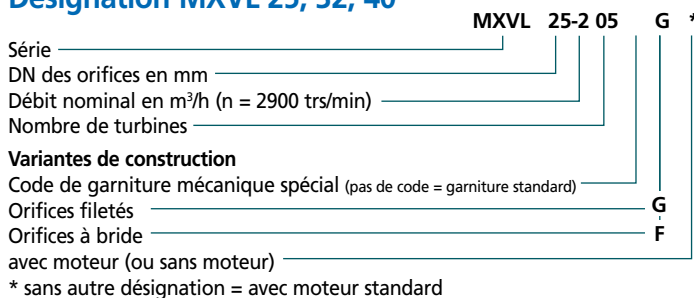 Désignation MXVL 25, 32, 40
MXVL 25-2 05 G *
Série
DN des orifices en mm
Débit nominal en m³/h (n = 2900 trs/min)
Nombre de turbines
Variantes de construction
Code de garniture mécanique spécial (pas de code = garniture standard)
Orifices filetés G
Orifices à bride F
avec moteur (ou sans moteur)
* sans autre désignation = avec moteur standard